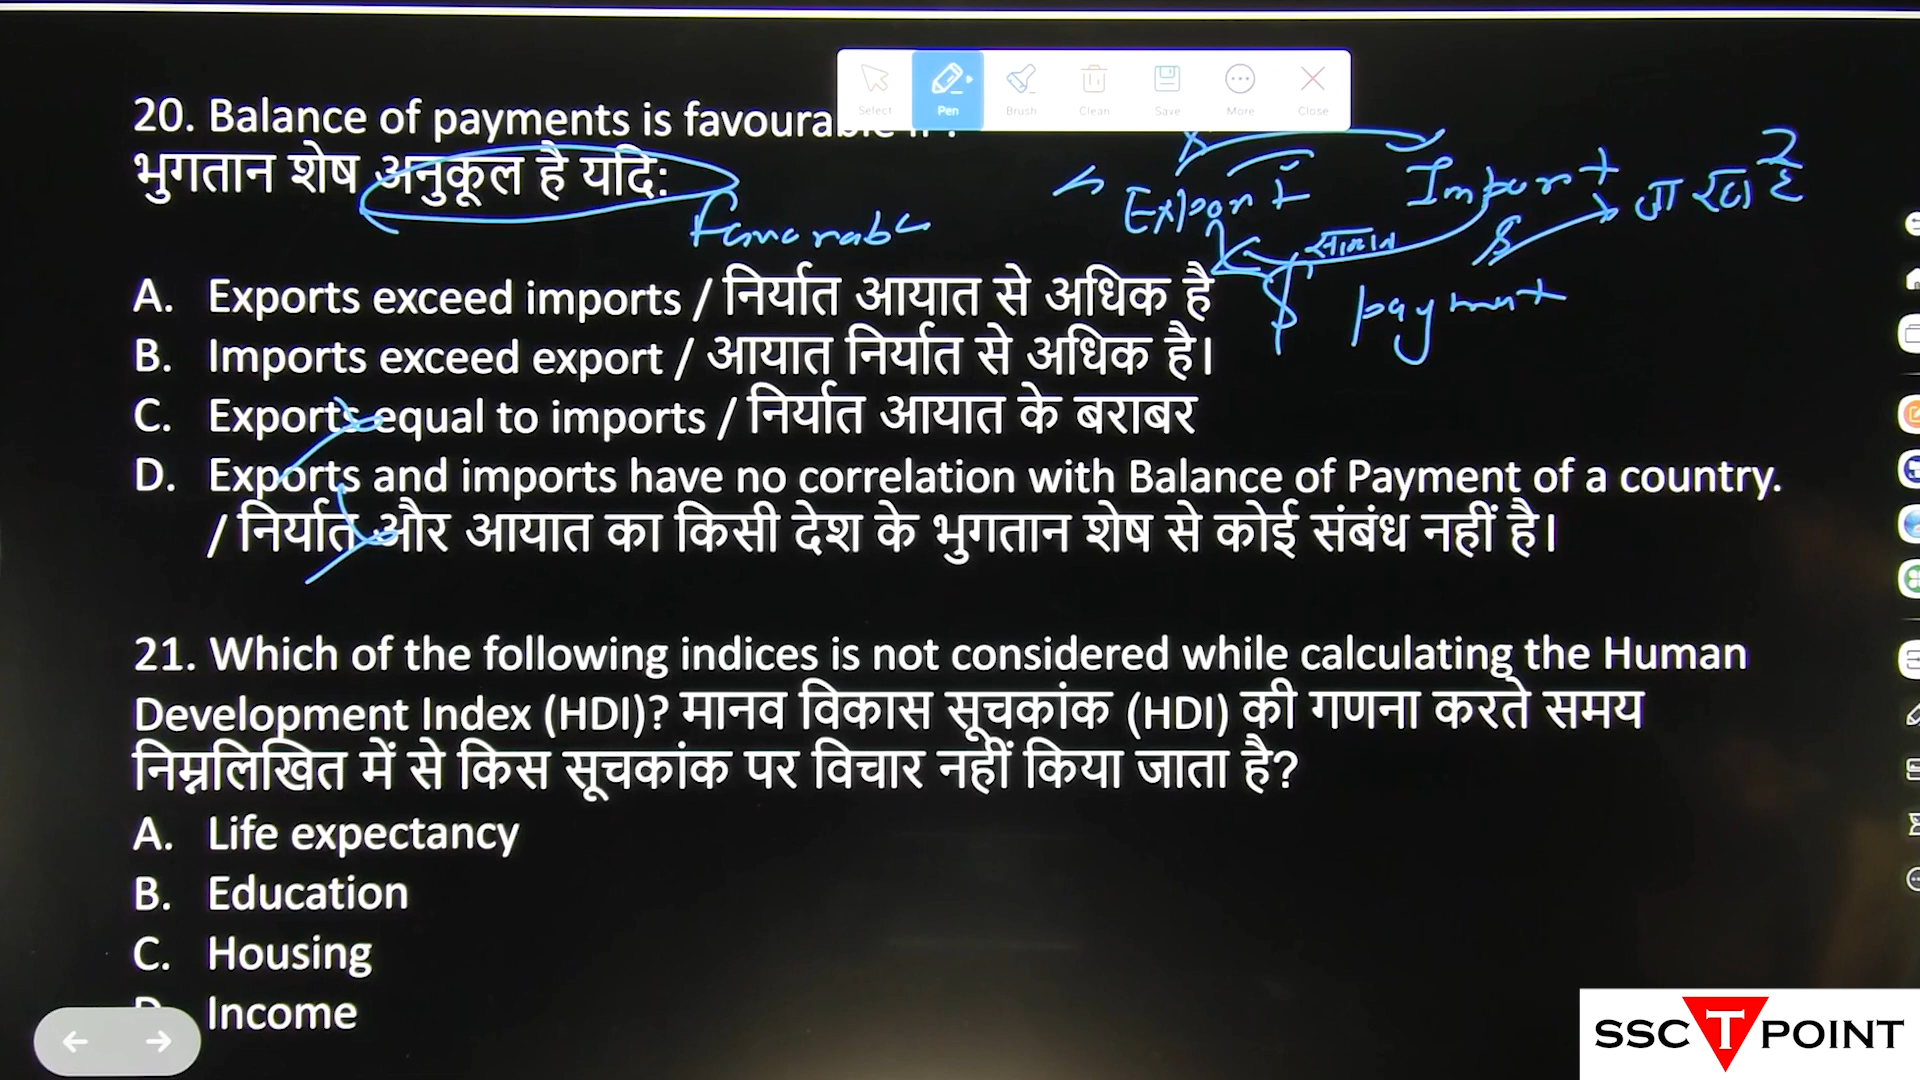 Select Pen Brush Clean Save More Close
20. Balance of payments is favourable if :
भुगतान शेष अनुकूल है यदि:
Export Import
Favorable
सामान
$ payment
A. Exports exceed imports / निर्यात आयात से अधिक है
B. Imports exceed export / आयात निर्यात से अधिक है।
C. Exports equal to imports / निर्यात आयात के बराबर
D. Exports and imports have no correlation with Balance of Payment of a country.
/ निर्यात और आयात का किसी देश के भुगतान शेष से कोई संबंध नहीं है।
21. Which of the following indices is not considered while calculating the Human
Development Index (HDI)? मानव विकास सूचकांक (HDI) की गणना करते समय
निम्नलिखित में से किस सूचकांक पर विचार नहीं किया जाता है?
A. Life expectancy
B. Education
C. Housing
D. Income
SSC T POINT